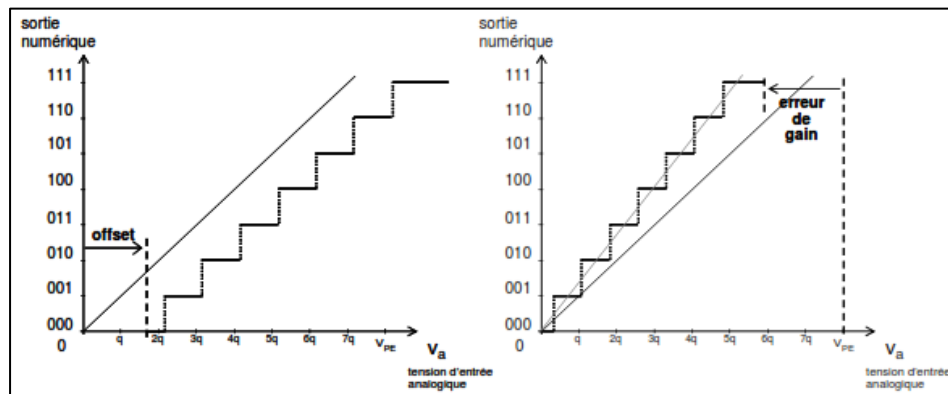 sortie
numérique
111
110
101
100
011
010
001
000
0
offset
q 2q 3q 4q 5q 6q 7q V_PE
V_a
tension d'entrée
analogique
sortie
numérique
111
110
101
100
011
010
001
000
0
erreur
de
gain
q 2q 3q 4q 5q 6q 7q V_PE
V_a
tension d'entrée
analogique